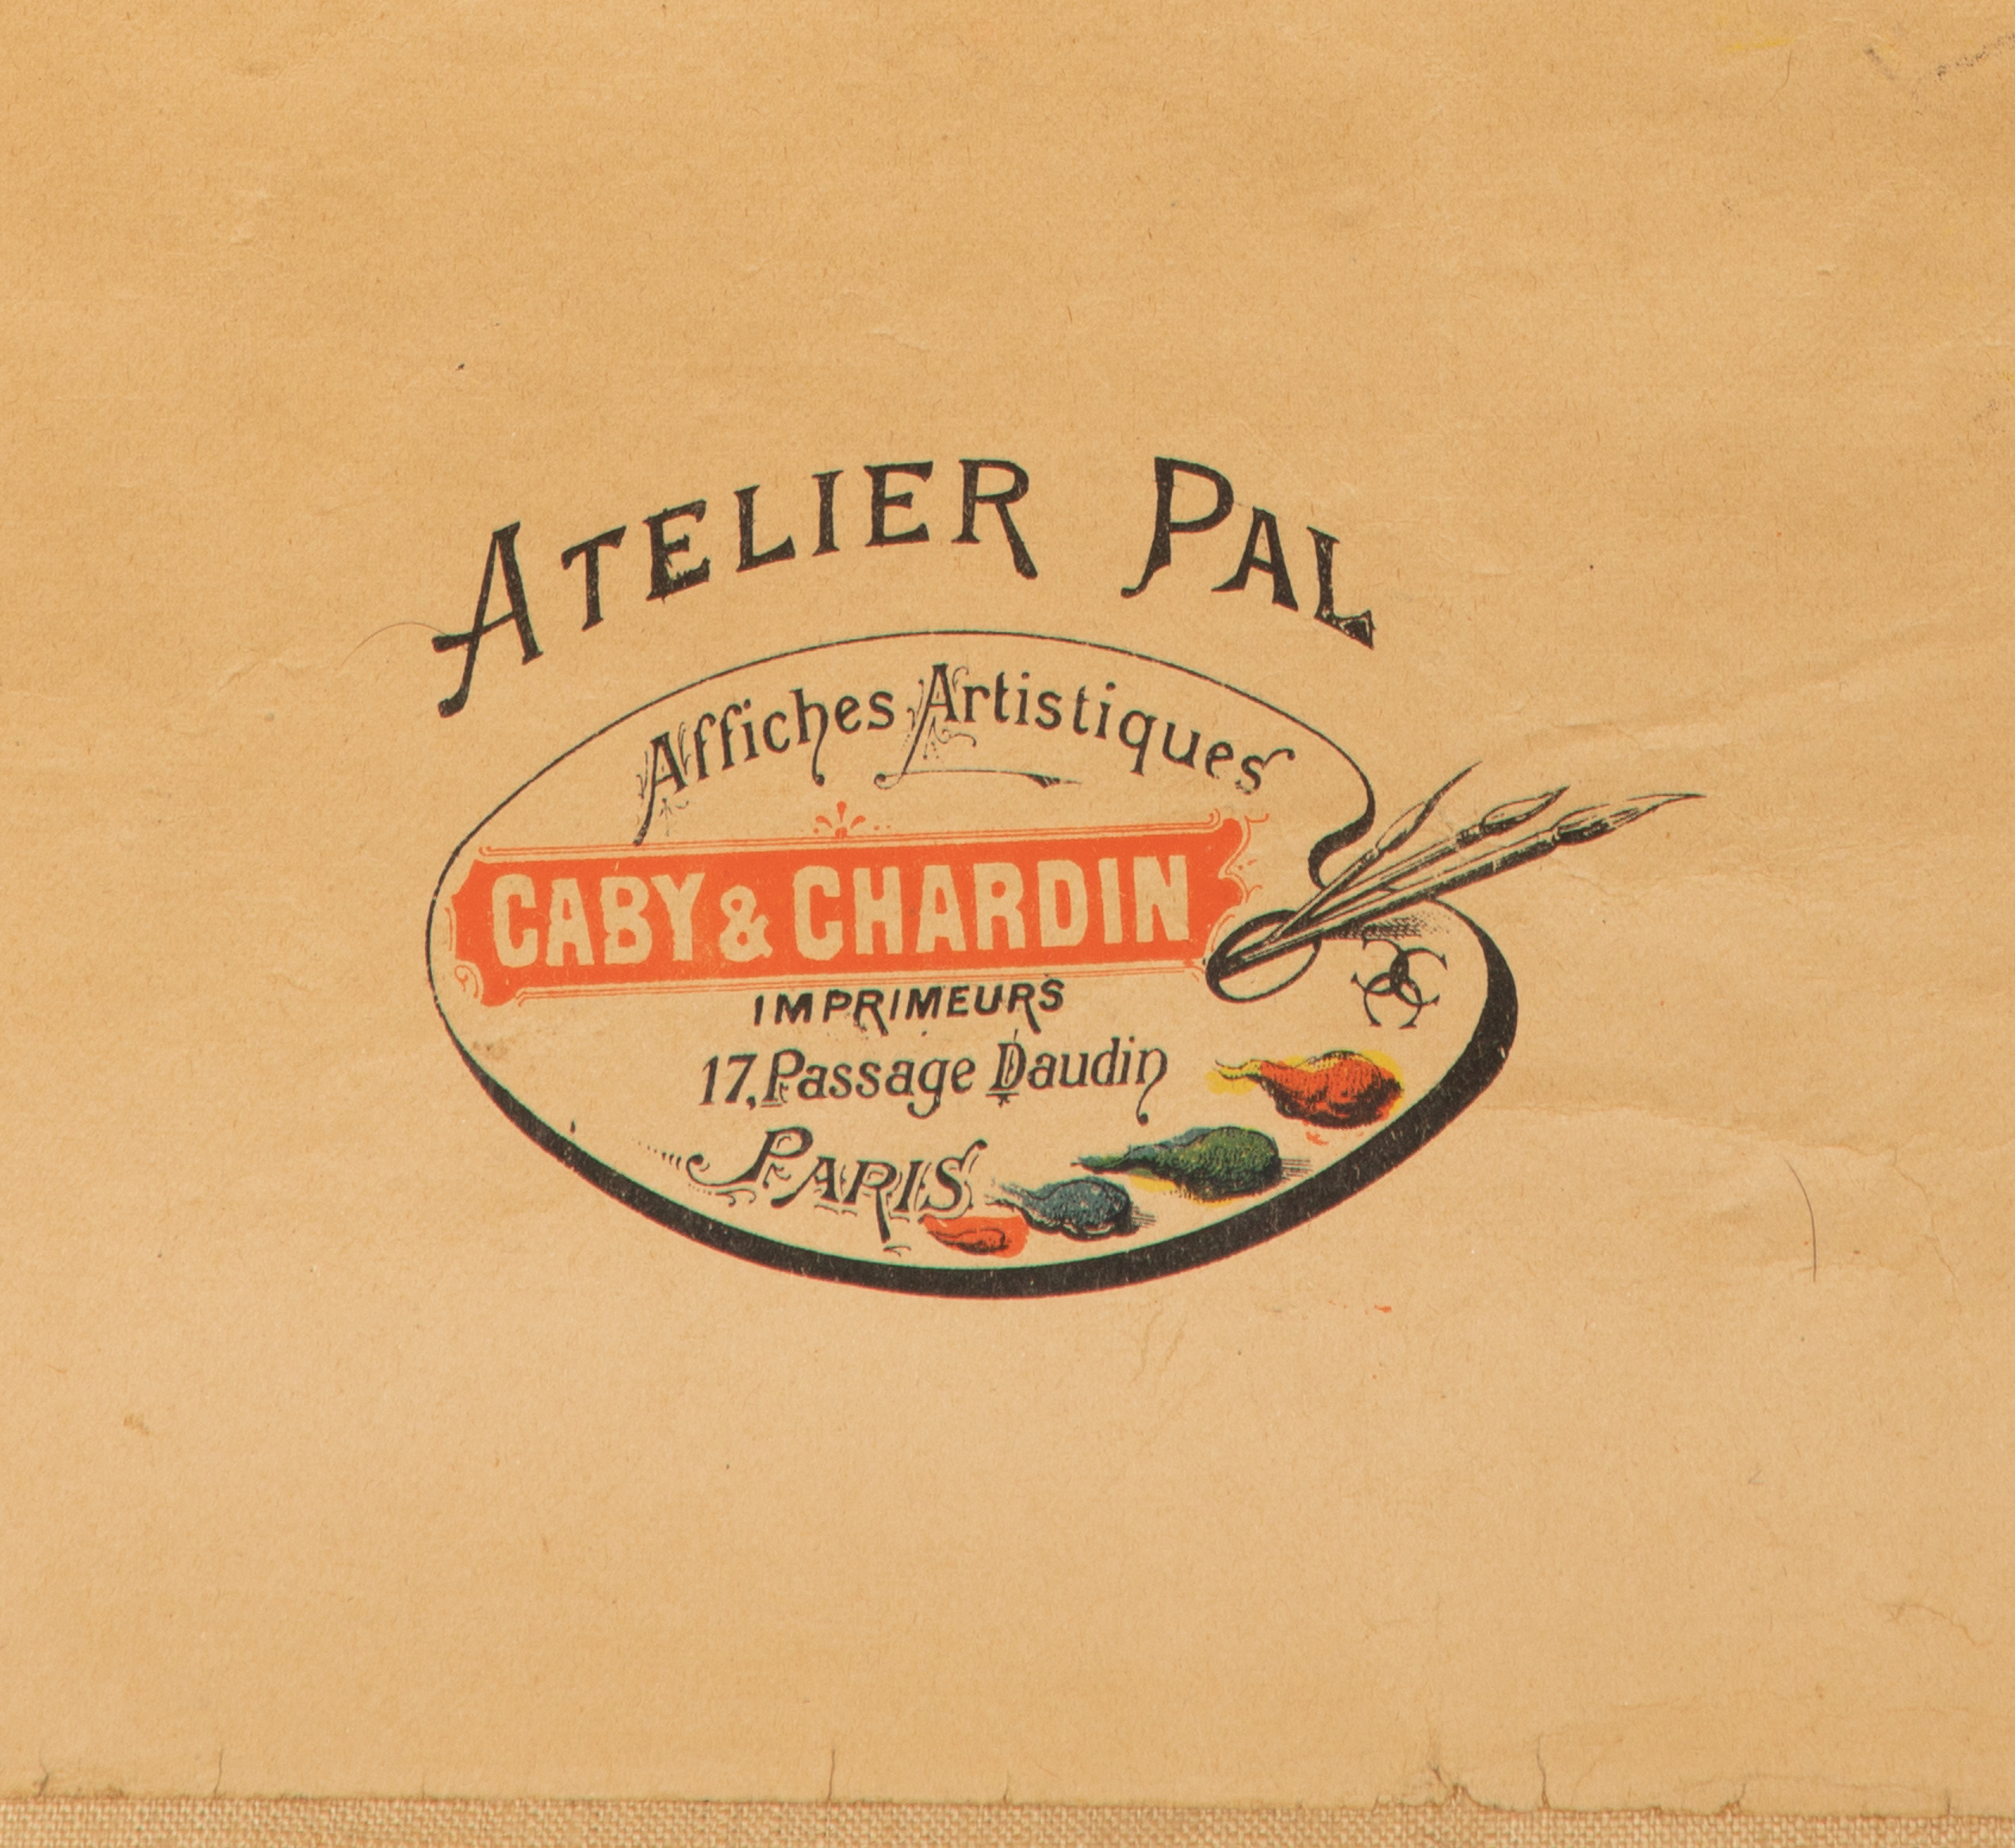 ATELIER PAL
Affiches Artistiques
CABY & CHARDIN
IMPRIMEURS
17, Passage Daudin
PARIS